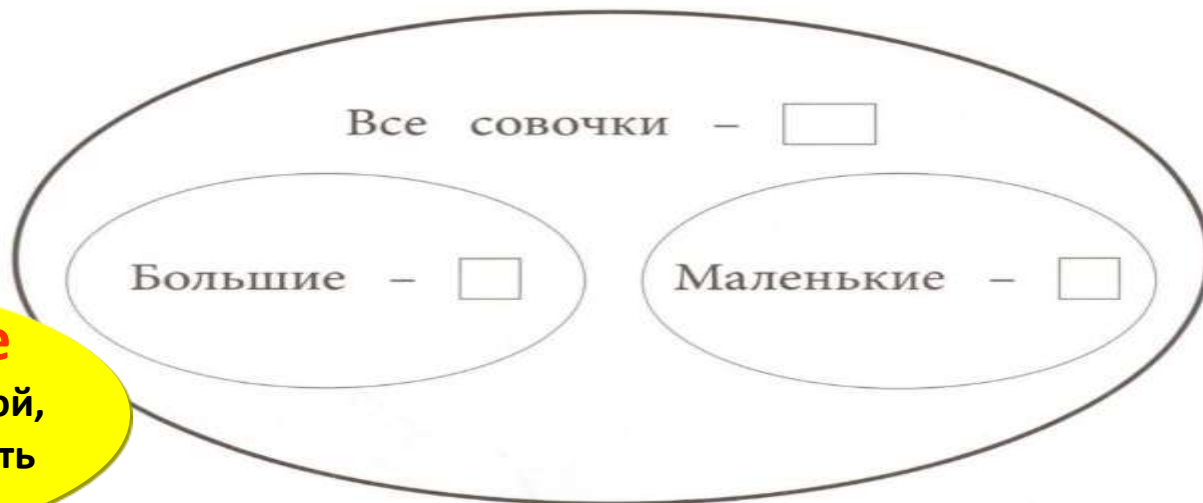 Все совочки –
Большие –
Маленькие –
е
ой,
ть